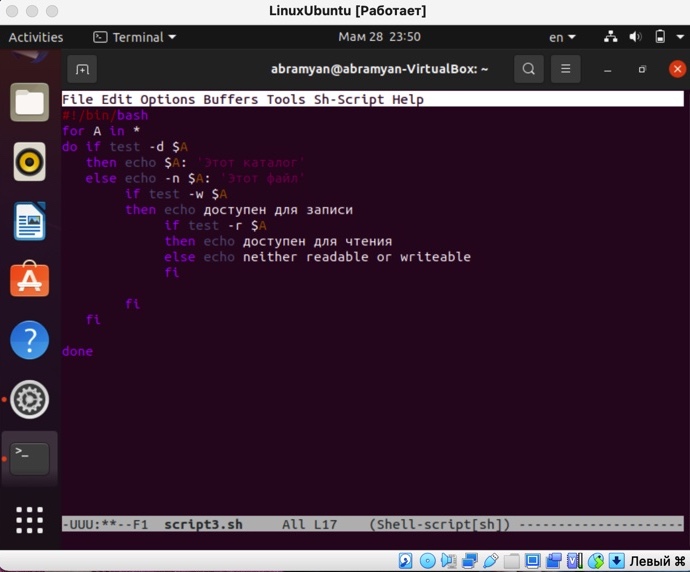 LinuxUbuntu [Работает]
Activities Terminal Мам 28 23:50 en
abramyan@abramyan-VirtualBox: ~
File Edit Options Buffers Tools Sh-Script Help
#!/bin/bash
for A in *
do if test -d $A
then echo $A: 'Этот каталог'
else echo -n $A: 'Этот файл'
if test -w $A
then echo доступен для записи
if test -r $A
then echo доступен для чтения
else echo neither readable or writeable
fi
fi
fi
done
-UUU:**--F1 script3.sh All L17 (Shell-script[sh]) ---------------------
Левый ⌘